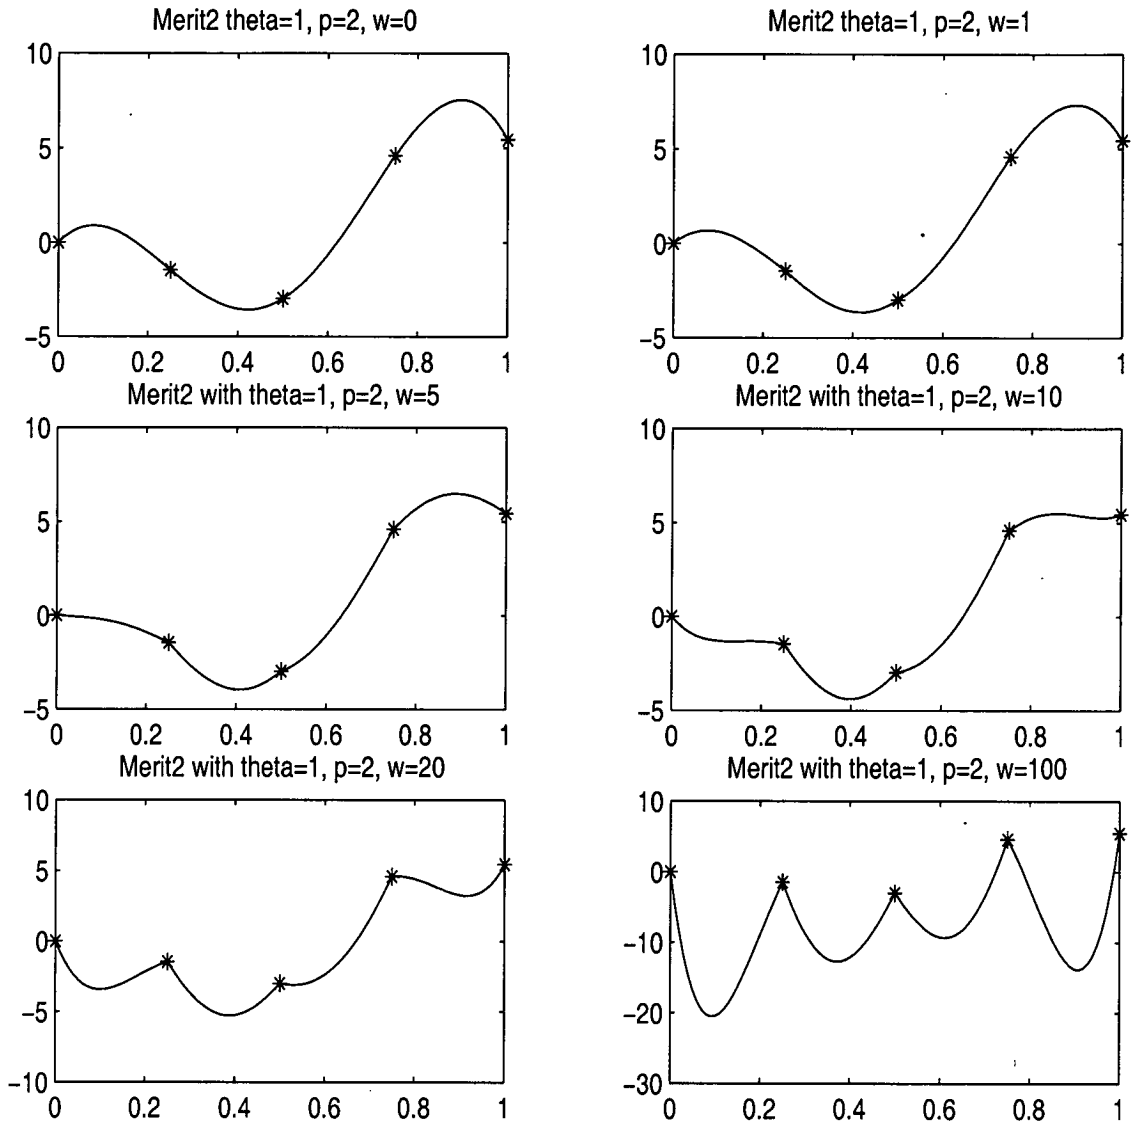 Merit2 theta=1, p=2, w=0
Merit2 theta=1, p=2, w=1
10
5
0
−5
0 0.2 0.4 0.6 0.8 1
10
5
0
−5
0 0.2 0.4 0.6 0.8 1
Merit2 with theta=1, p=2, w=5
Merit2 with theta=1, p=2, w=10
10
5
0
−5
0 0.2 0.4 0.6 0.8 1
10
5
0
−5
0 0.2 0.4 0.6 0.8 1
Merit2 with theta=1, p=2, w=20
Merit2 with theta=1, p=2, w=100
10
5
0
−5
−10
0 0.2 0.4 0.6 0.8 1
10
0
−10
−20
−30
0 0.2 0.4 0.6 0.8 1